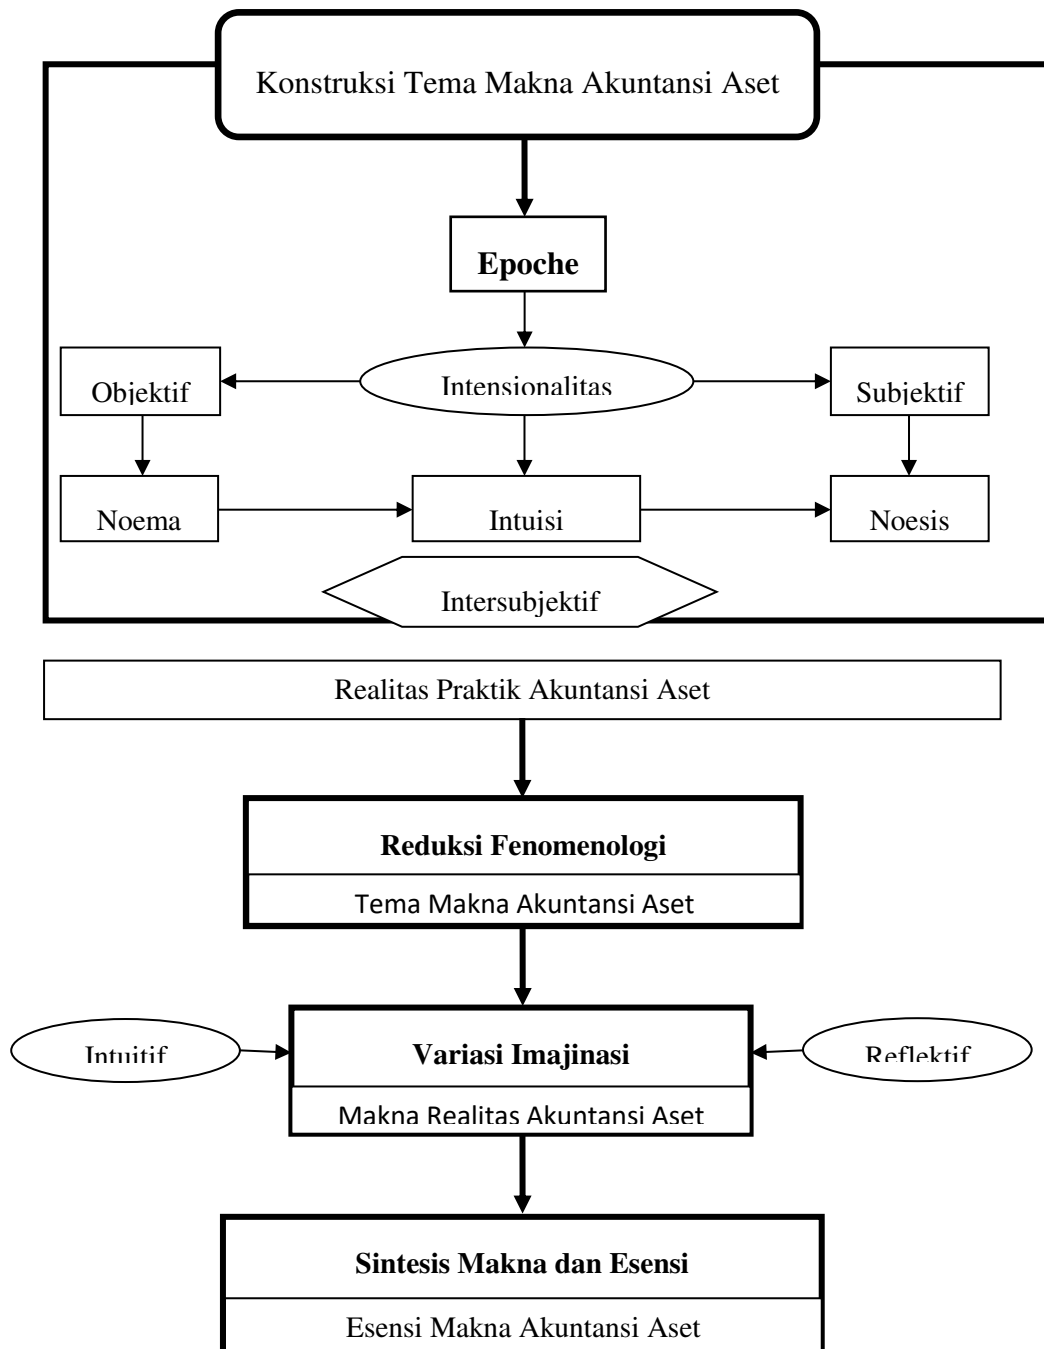 Konstruksi Tema Makna Akuntansi Aset
Epoche
Objektif
Intensionalitas
Subjektif
Noema
Intuisi
Noesis
Intersubjektif
Realitas Praktik Akuntansi Aset
Reduksi Fenomenologi
Tema Makna Akuntansi Aset
Intuitif
Variasi Imajinasi
Reflektif
Makna Realitas Akuntansi Aset
Sintesis Makna dan Esensi
Esensi Makna Akuntansi Aset